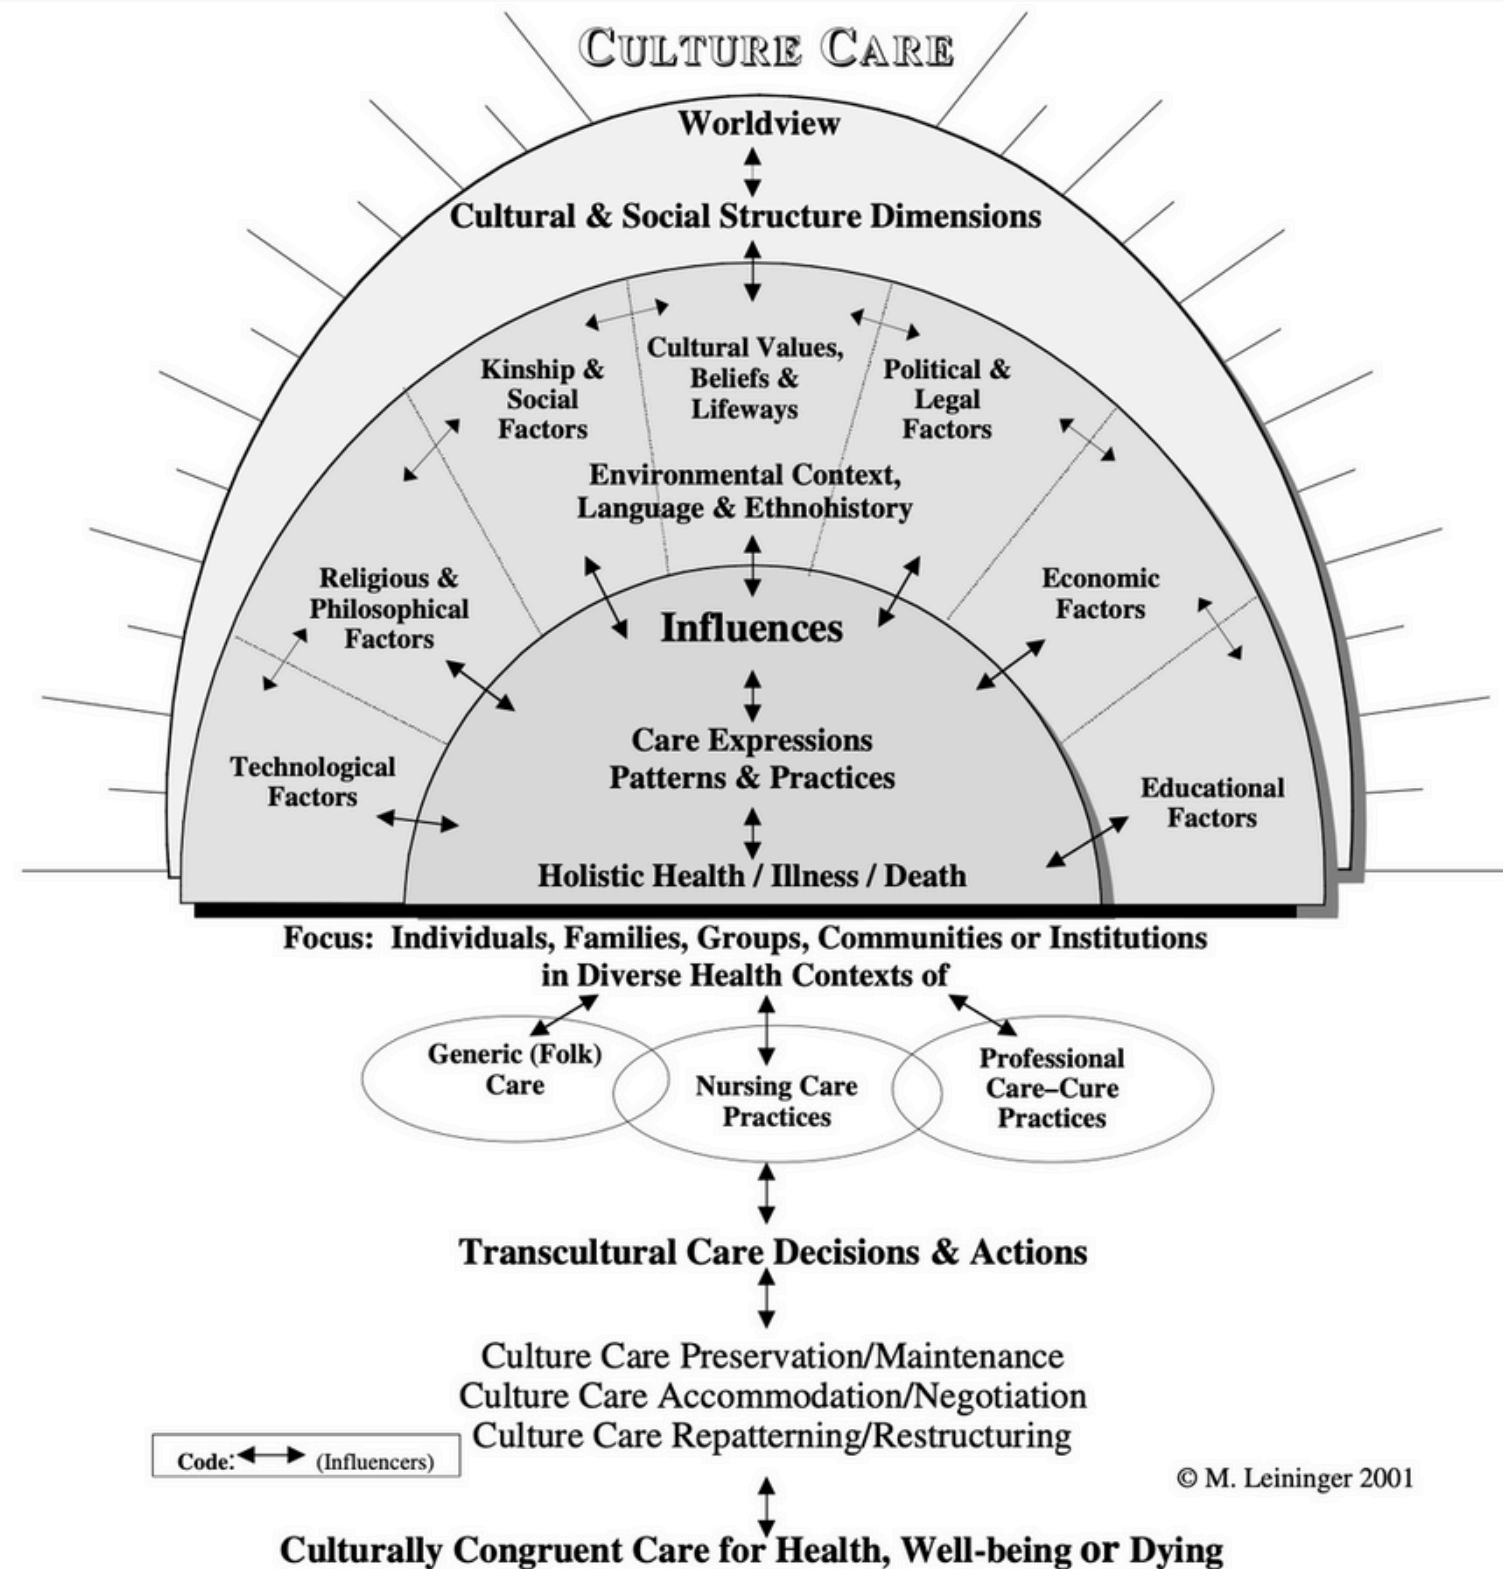 CULTURE CARE
Worldview
Cultural & Social Structure Dimensions
Cultural Values,
Beliefs &
Lifeways
Kinship &
Social
Factors
Political &
Legal
Factors
Environmental Context,
Language & Ethnohistory
Religious &
Philosophical
Factors
Economic
Factors
Influences
Technological
Factors
Care Expressions
Patterns & Practices
Educational
Factors
Holistic Health / Illness / Death
Focus: Individuals, Families, Groups, Communities or Institutions
in Diverse Health Contexts of
Generic (Folk)
Care
Nursing Care
Practices
Professional
Care–Cure
Practices
Transcultural Care Decisions & Actions
Culture Care Preservation/Maintenance
Culture Care Accommodation/Negotiation
Culture Care Repatterning/Restructuring
Code: (Influencers)
© M. Leininger 2001
Culturally Congruent Care for Health, Well-being or Dying